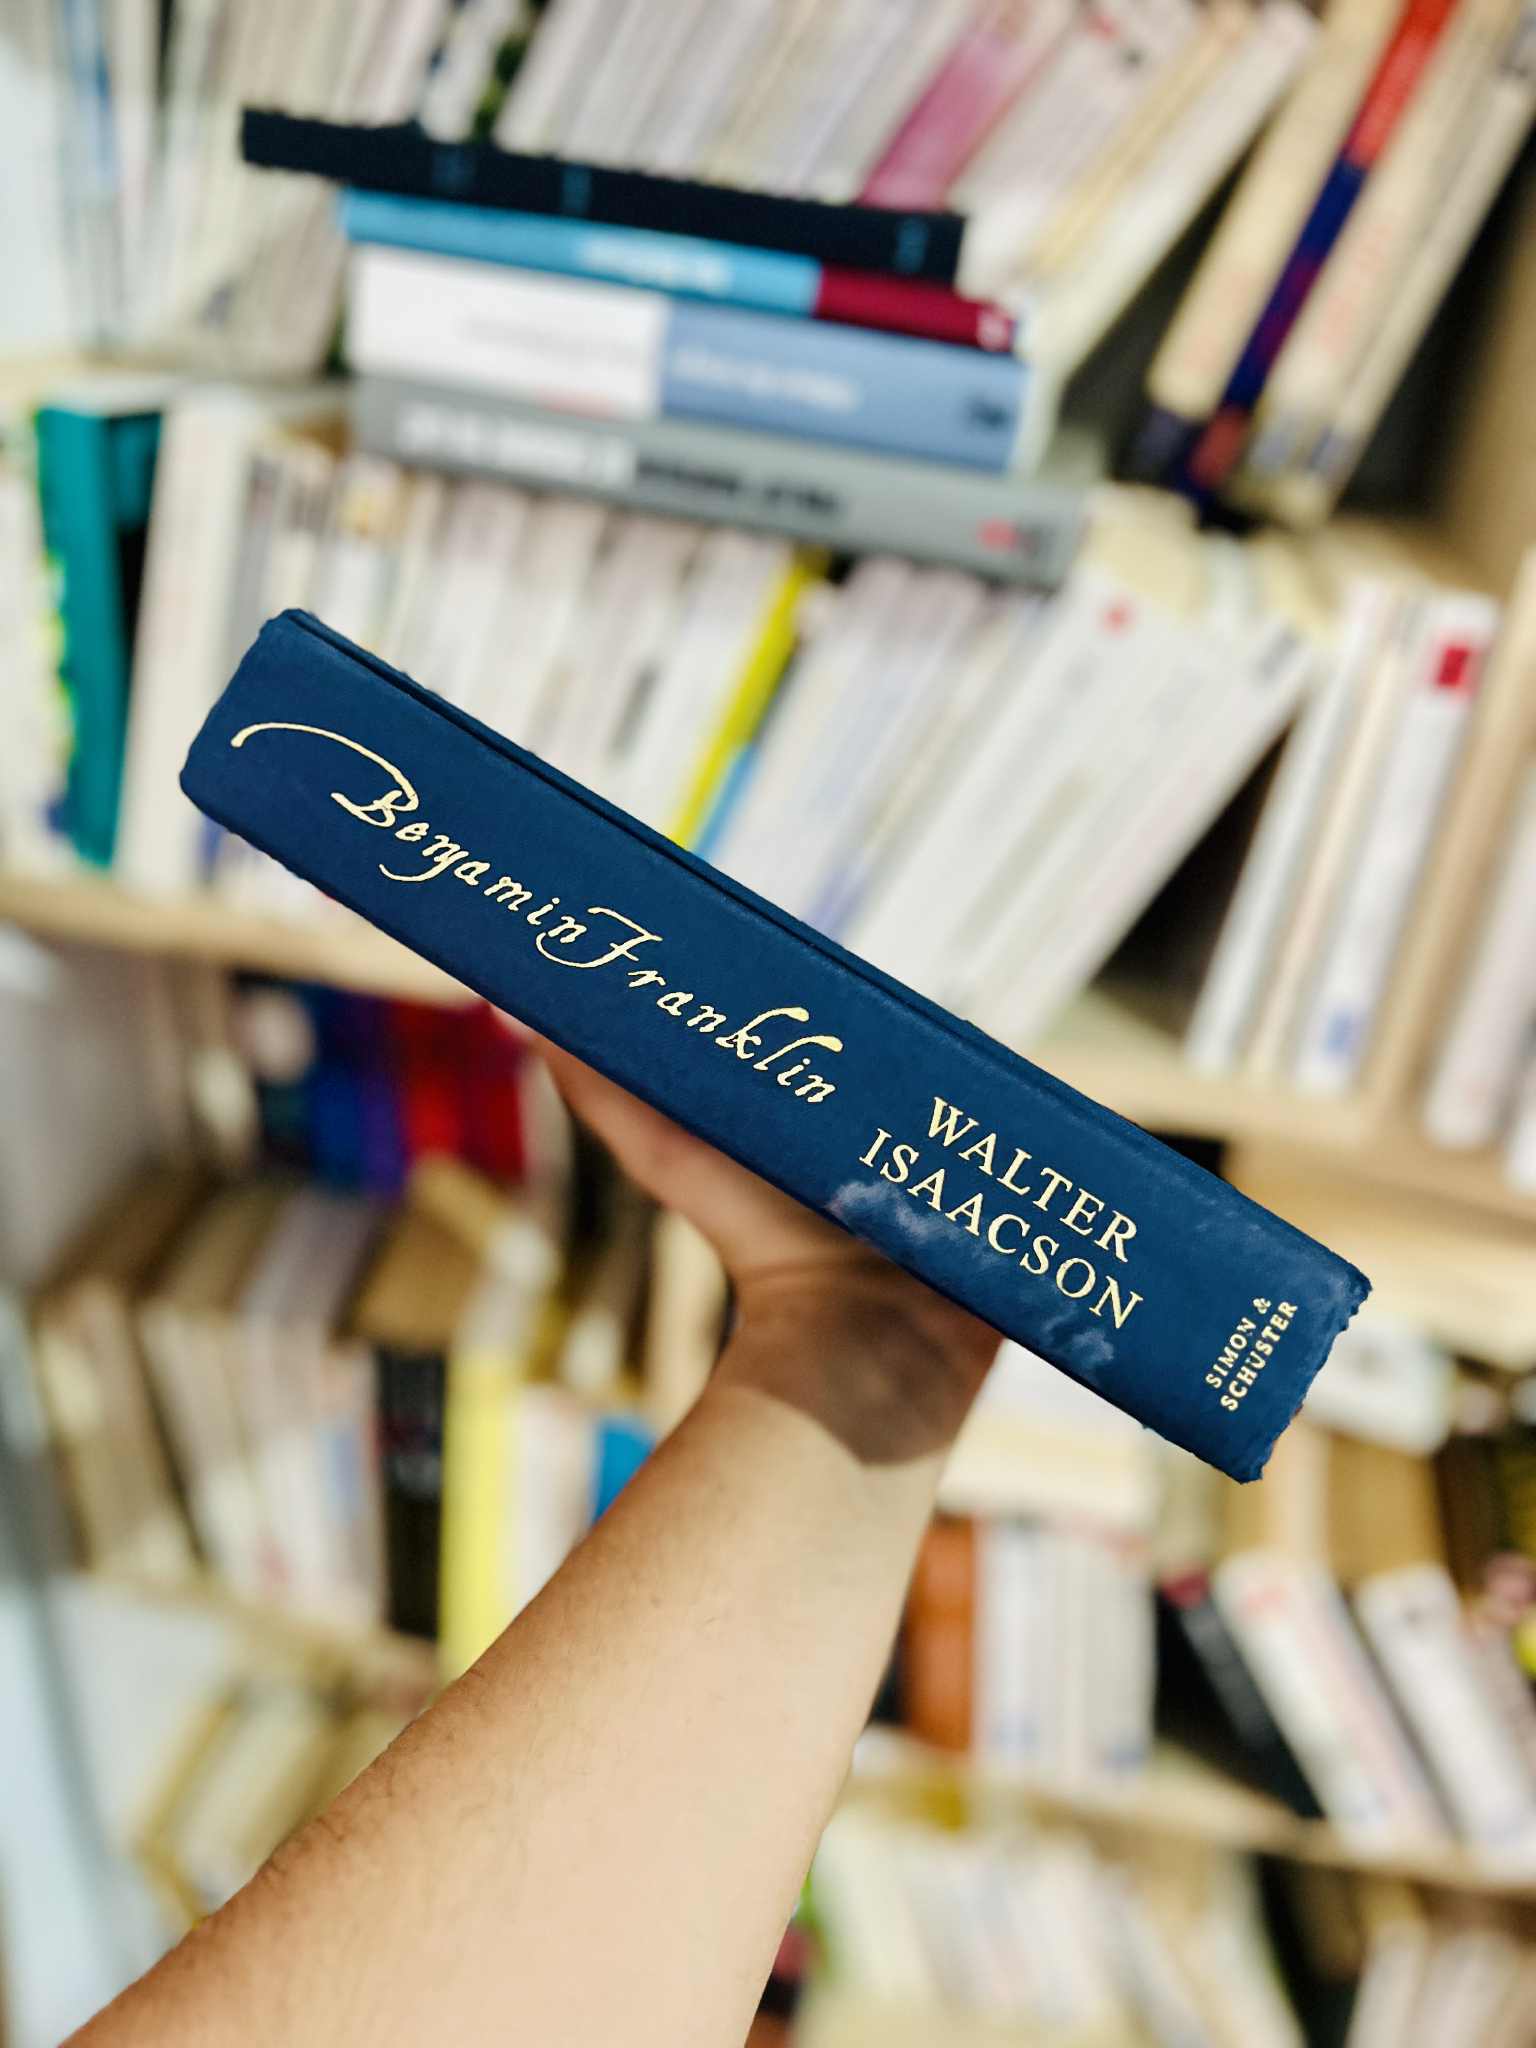 Benjamin Franklin
WALTER
ISAACSON
SIMON &
SCHUSTER